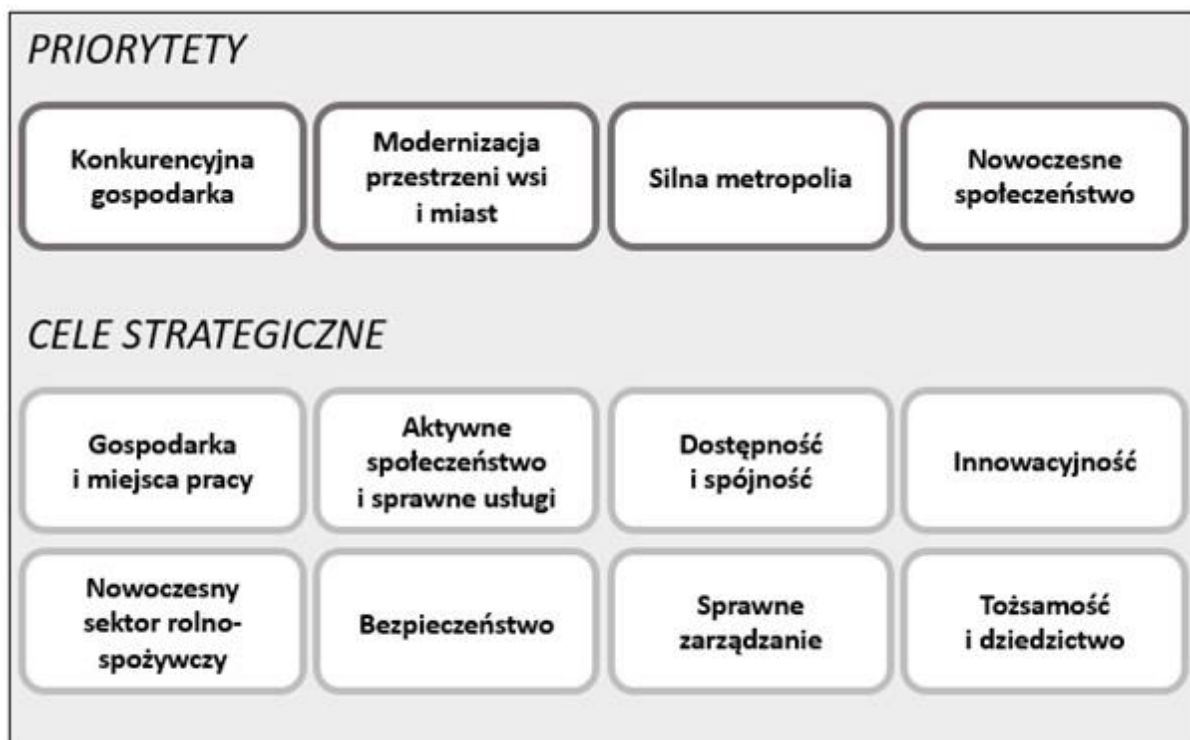 PRIORYTETY
Konkurencyjna
gospodarka
Modernizacja
przestrzeni wsi
i miast
Silna metropolia
Nowoczesne
społeczeństwo
CELE STRATEGICZNE
Gospodarka
i miejsca pracy
Aktywne
społeczeństwo
i sprawne usługi
Dostępność
i spójność
Innowacyjność
Nowoczesny
sektor rolno-
spożywczy
Bezpieczeństwo
Sprawne
zarządzanie
Tożsamość
i dziedzictwo